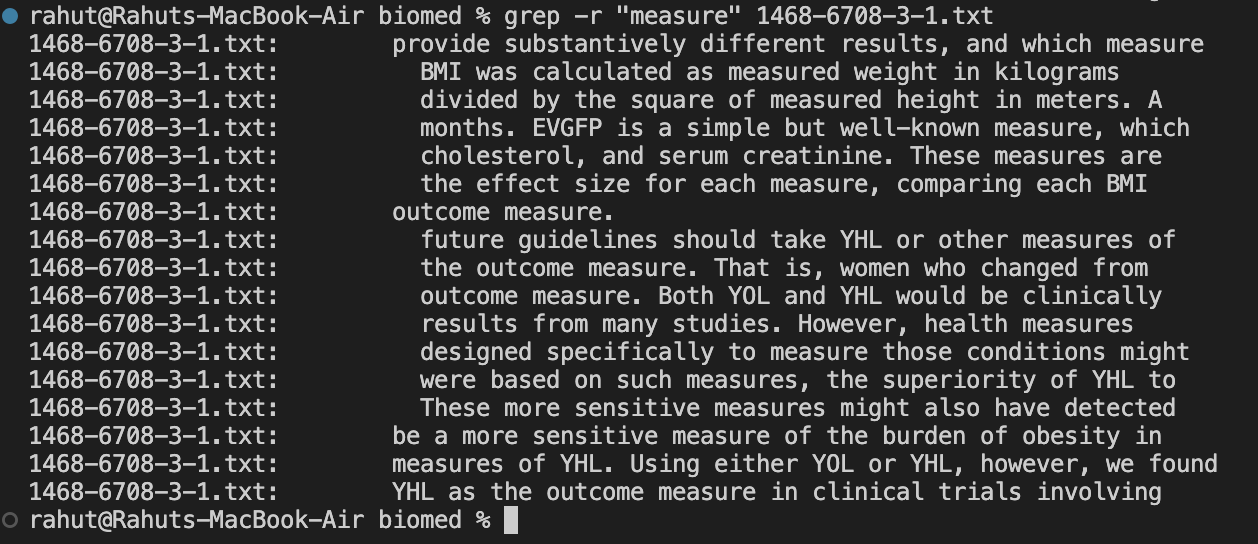 rahut@Rahuts-MacBook-Air biomed % grep -r "measure" 1468-6708-3-1.txt
1468-6708-3-1.txt:        provide substantively different results, and which measure
1468-6708-3-1.txt:          BMI was calculated as measured weight in kilograms
1468-6708-3-1.txt:          divided by the square of measured height in meters. A
1468-6708-3-1.txt:          months. EVGFP is a simple but well-known measure, which
1468-6708-3-1.txt:          cholesterol, and serum creatinine. These measures are
1468-6708-3-1.txt:          the effect size for each measure, comparing each BMI
1468-6708-3-1.txt:        outcome measure.
1468-6708-3-1.txt:          future guidelines should take YHL or other measures of
1468-6708-3-1.txt:          the outcome measure. That is, women who changed from
1468-6708-3-1.txt:          outcome measure. Both YOL and YHL would be clinically
1468-6708-3-1.txt:          results from many studies. However, health measures
1468-6708-3-1.txt:          designed specifically to measure those conditions might
1468-6708-3-1.txt:          were based on such measures, the superiority of YHL to
1468-6708-3-1.txt:          These more sensitive measures might also have detected
1468-6708-3-1.txt:        be a more sensitive measure of the burden of obesity in
1468-6708-3-1.txt:        measures of YHL. Using either YOL or YHL, however, we found
1468-6708-3-1.txt:        YHL as the outcome measure in clinical trials involving
rahut@Rahuts-MacBook-Air biomed %